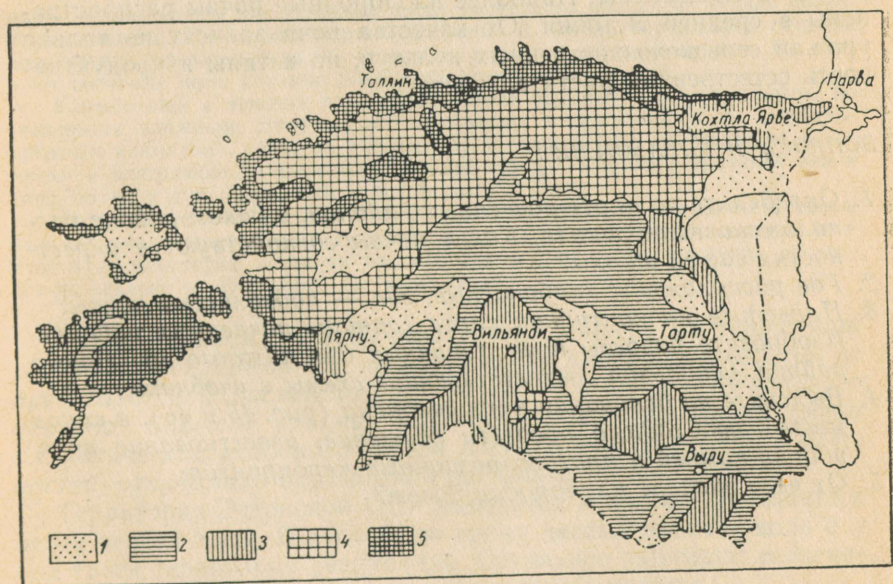 Таллин
Нарва
Кохтла Ярве
Пярну
Вильянди
Тарту
Выру
1 2 3 4 5